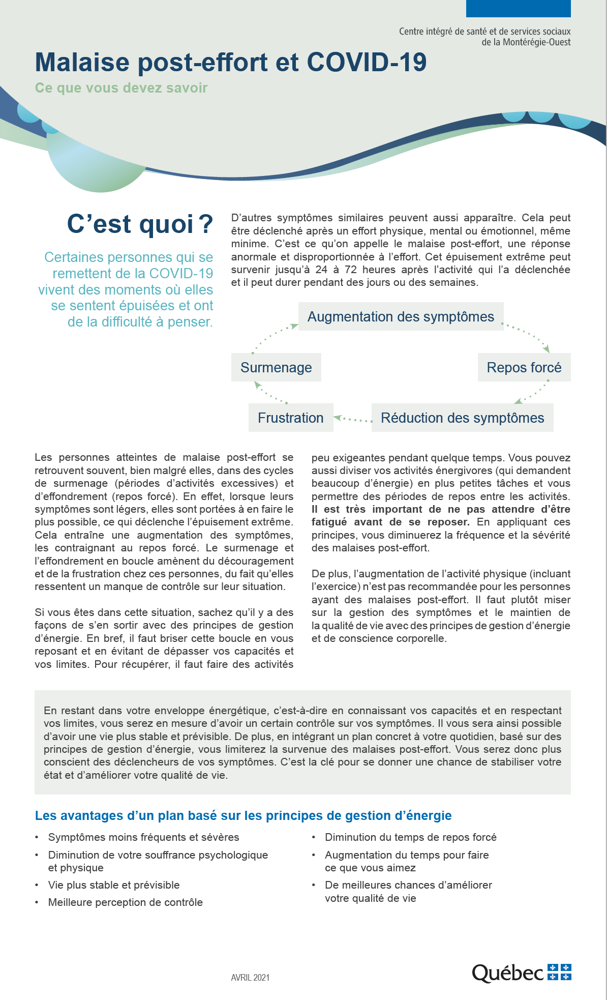 Centre intégré de santé et de services sociaux
de la Montérégie-Ouest
Malaise post-effort et COVID-19
Ce que vous devez savoir
C’est quoi ?
Certaines personnes qui se
remettent de la COVID-19
vivent des moments où elles
se sentent épuisées et ont
de la difficulté à penser.
D’autres symptômes similaires peuvent aussi apparaître. Cela peut
être déclenché après un effort physique, mental ou émotionnel, même
minime. C’est ce qu’on appelle le malaise post-effort, une réponse
anormale et disproportionnée à l’effort. Cet épuisement extrême peut
survenir jusqu’à 24 à 72 heures après l’activité qui l’a déclenchée
et il peut durer pendant des jours ou des semaines.
Augmentation des symptômes
Surmenage
Repos forcé
Frustration
Réduction des symptômes
Les personnes atteintes de malaise post-effort se
retrouvent souvent, bien malgré elles, dans des cycles
de surmenage (périodes d’activités excessives) et
d’effondrement (repos forcé). En effet, lorsque leurs
symptômes sont légers, elles sont portées à en faire le
plus possible, ce qui déclenche l’épuisement extrême.
Cela entraîne une augmentation des symptômes,
les contraignant au repos forcé. Le surmenage et
l’effondrement en boucle amènent du découragement
et de la frustration chez ces personnes, du fait qu’elles
ressentent un manque de contrôle sur leur situation.
Si vous êtes dans cette situation, sachez qu’il y a des
façons de s’en sortir avec des principes de gestion
d’énergie. En bref, il faut briser cette boucle en vous
reposant et en évitant de dépasser vos capacités et
vos limites. Pour récupérer, il faut faire des activités
peu exigeantes pendant quelque temps. Vous pouvez
aussi diviser vos activités énergivores (qui demandent
beaucoup d’énergie) en plus petites tâches et vous
permettre des périodes de repos entre les activités.
Il est très important de ne pas attendre d’être
fatigué avant de se reposer. En appliquant ces
principes, vous diminuerez la fréquence et la sévérité
des malaises post-effort.
De plus, l’augmentation de l’activité physique (incluant
l’exercice) n’est pas recommandée pour les personnes
ayant des malaises post-effort. Il faut plutôt miser
sur la gestion des symptômes et le maintien de
la qualité de vie avec des principes de gestion d’énergie
et de conscience corporelle.
En restant dans votre enveloppe énergétique, c’est-à-dire en connaissant vos capacités et en respectant
vos limites, vous serez en mesure d’avoir un certain contrôle sur vos symptômes. Il vous sera ainsi possible
d’avoir une vie plus stable et prévisible. De plus, en intégrant un plan concret à votre quotidien, basé sur des
principes de gestion d’énergie, vous limiterez la survenue des malaises post-effort. Vous serez donc plus
conscient des déclencheurs de vos symptômes. C’est la clé pour se donner une chance de stabiliser votre
état et d’améliorer votre qualité de vie.
Les avantages d’un plan basé sur les principes de gestion d’énergie
• Symptômes moins fréquents et sévères
• Diminution de votre souffrance psychologique
et physique
• Vie plus stable et prévisible
• Meilleure perception de contrôle
• Diminution du temps de repos forcé
• Augmentation du temps pour faire
ce que vous aimez
• De meilleures chances d’améliorer
votre qualité de vie
AVRIL 2021
Québec